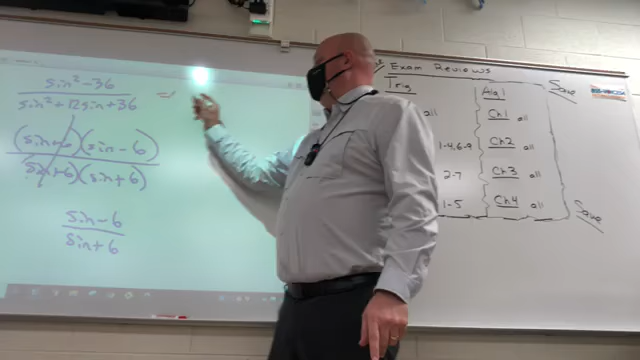 sin² - 36
sin² + 12 sin + 36
=
(sin + 6)(sin - 6)
(sin + 6)(sin + 6)
sin - 6
sin + 6
Exam Reviews
Trig
all
1-4, 6-9
2-7
1-5
Alg 1
Ch 1 all
Ch 2 all
Ch 3 all
Ch 4 all
Save
Save